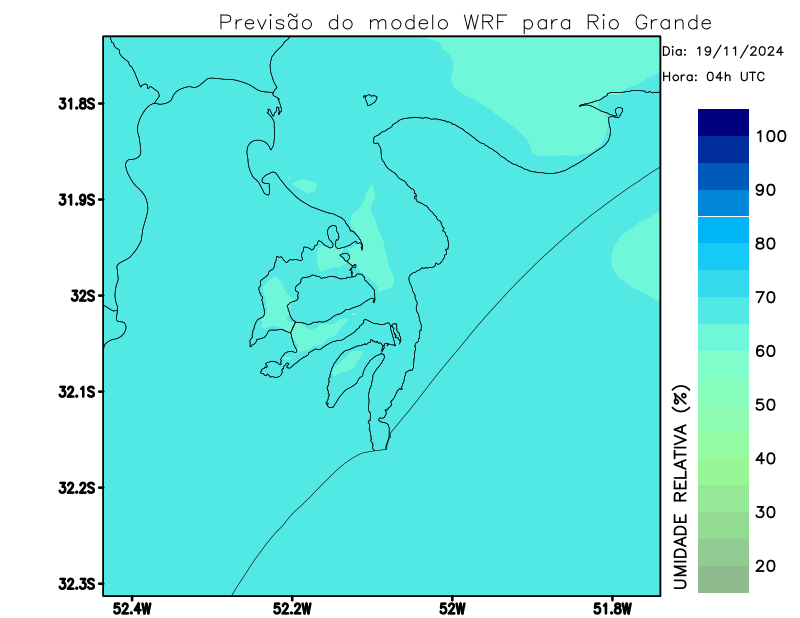 Previsão do modelo WRF para Rio Grande
Dia: 19/11/2024
Hora: 04h UTC
31.8S
31.9S
32S
32.1S
32.2S
32.3S
52.4W
52.2W
52W
51.8W
100
90
80
70
60
50
40
30
20
UMIDADE RELATIVA (%)